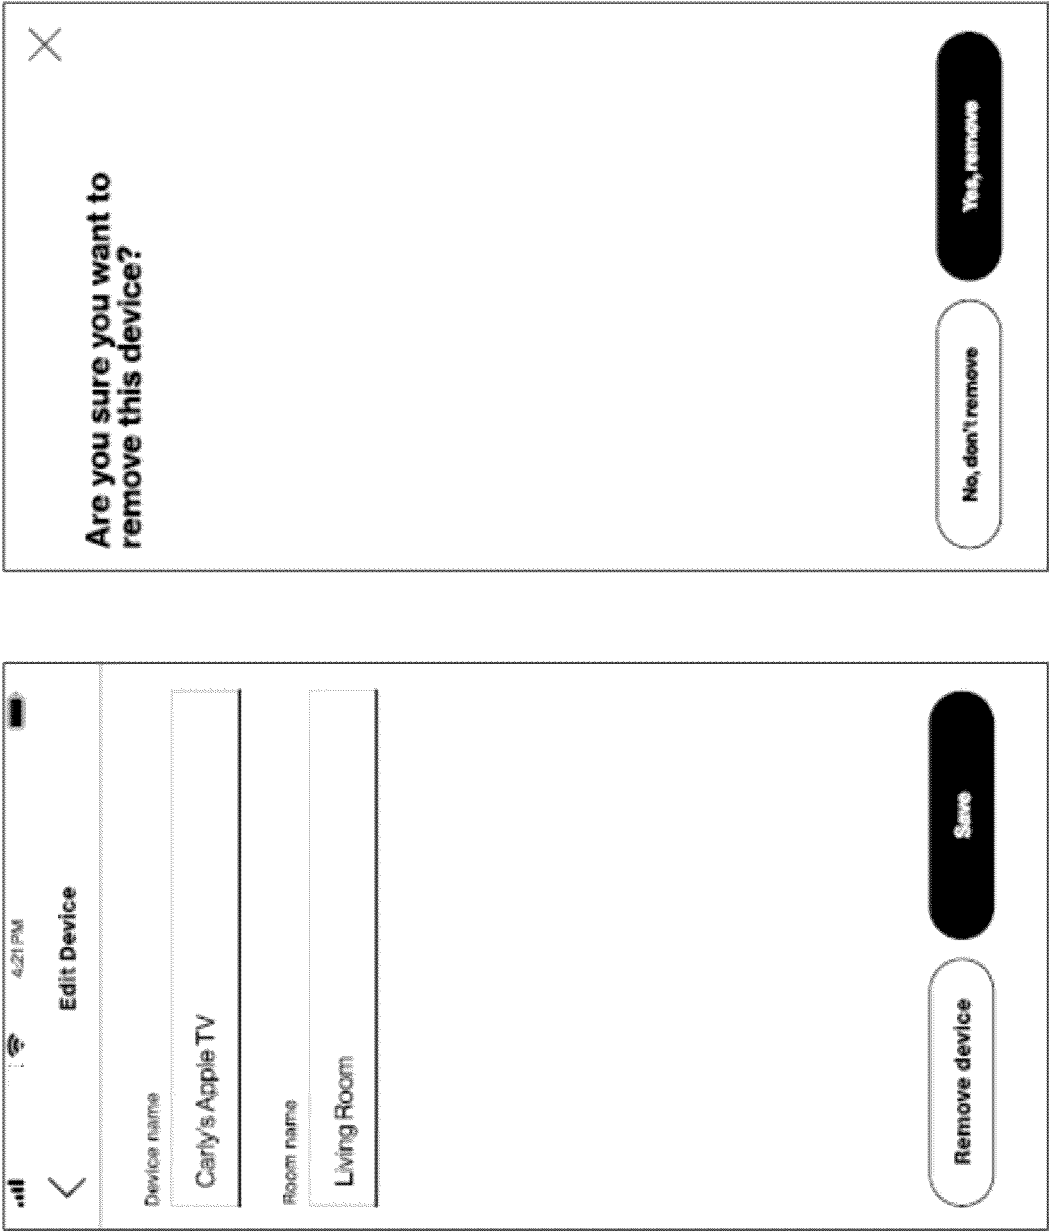 4:21 PM
Edit Device
Device name
Carly's Apple TV
Room name
Living Room
Remove device
Save
Are you sure you want to
remove this device?
No, don't remove
Yes, remove